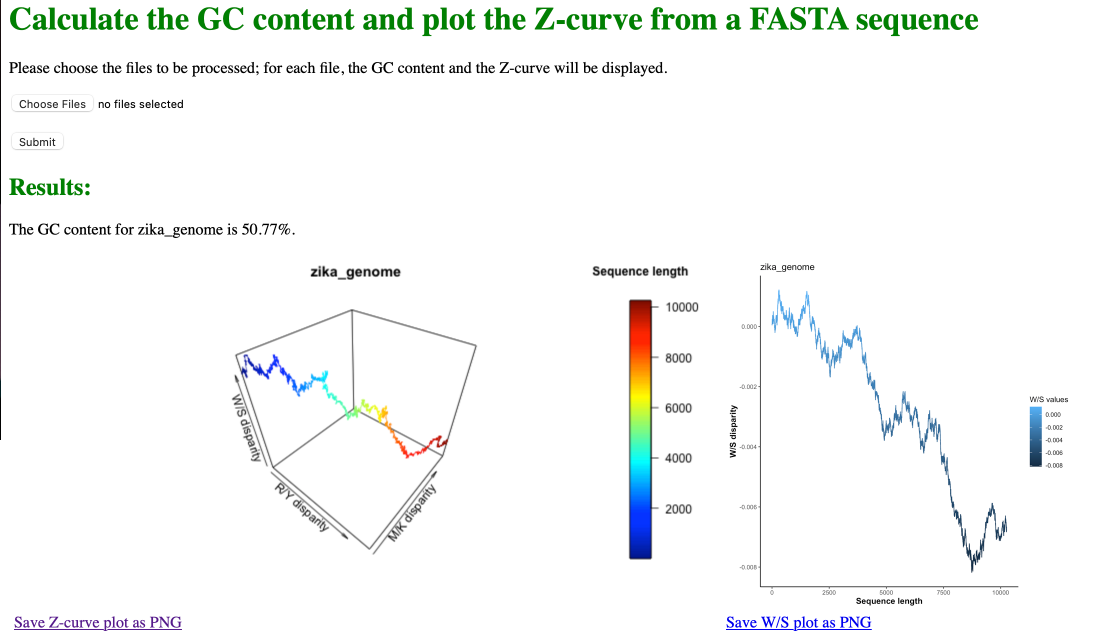 Calculate the GC content and plot the Z-curve from a FASTA sequence
Please choose the files to be processed; for each file, the GC content and the Z-curve will be displayed.
Choose Files no files selected
Submit
Results:
The GC content for zika_genome is 50.77%.
zika_genome
W/S disparity
R/Y disparity
M/K disparity
Sequence length
10000
8000
6000
4000
2000
zika_genome
W/S disparity
0.000
-0.002
-0.004
-0.006
-0.008
0
2500
5000
7500
10000
Sequence length
W/S values
0.000
-0.002
-0.004
-0.006
-0.008
Save Z-curve plot as PNG
Save W/S plot as PNG